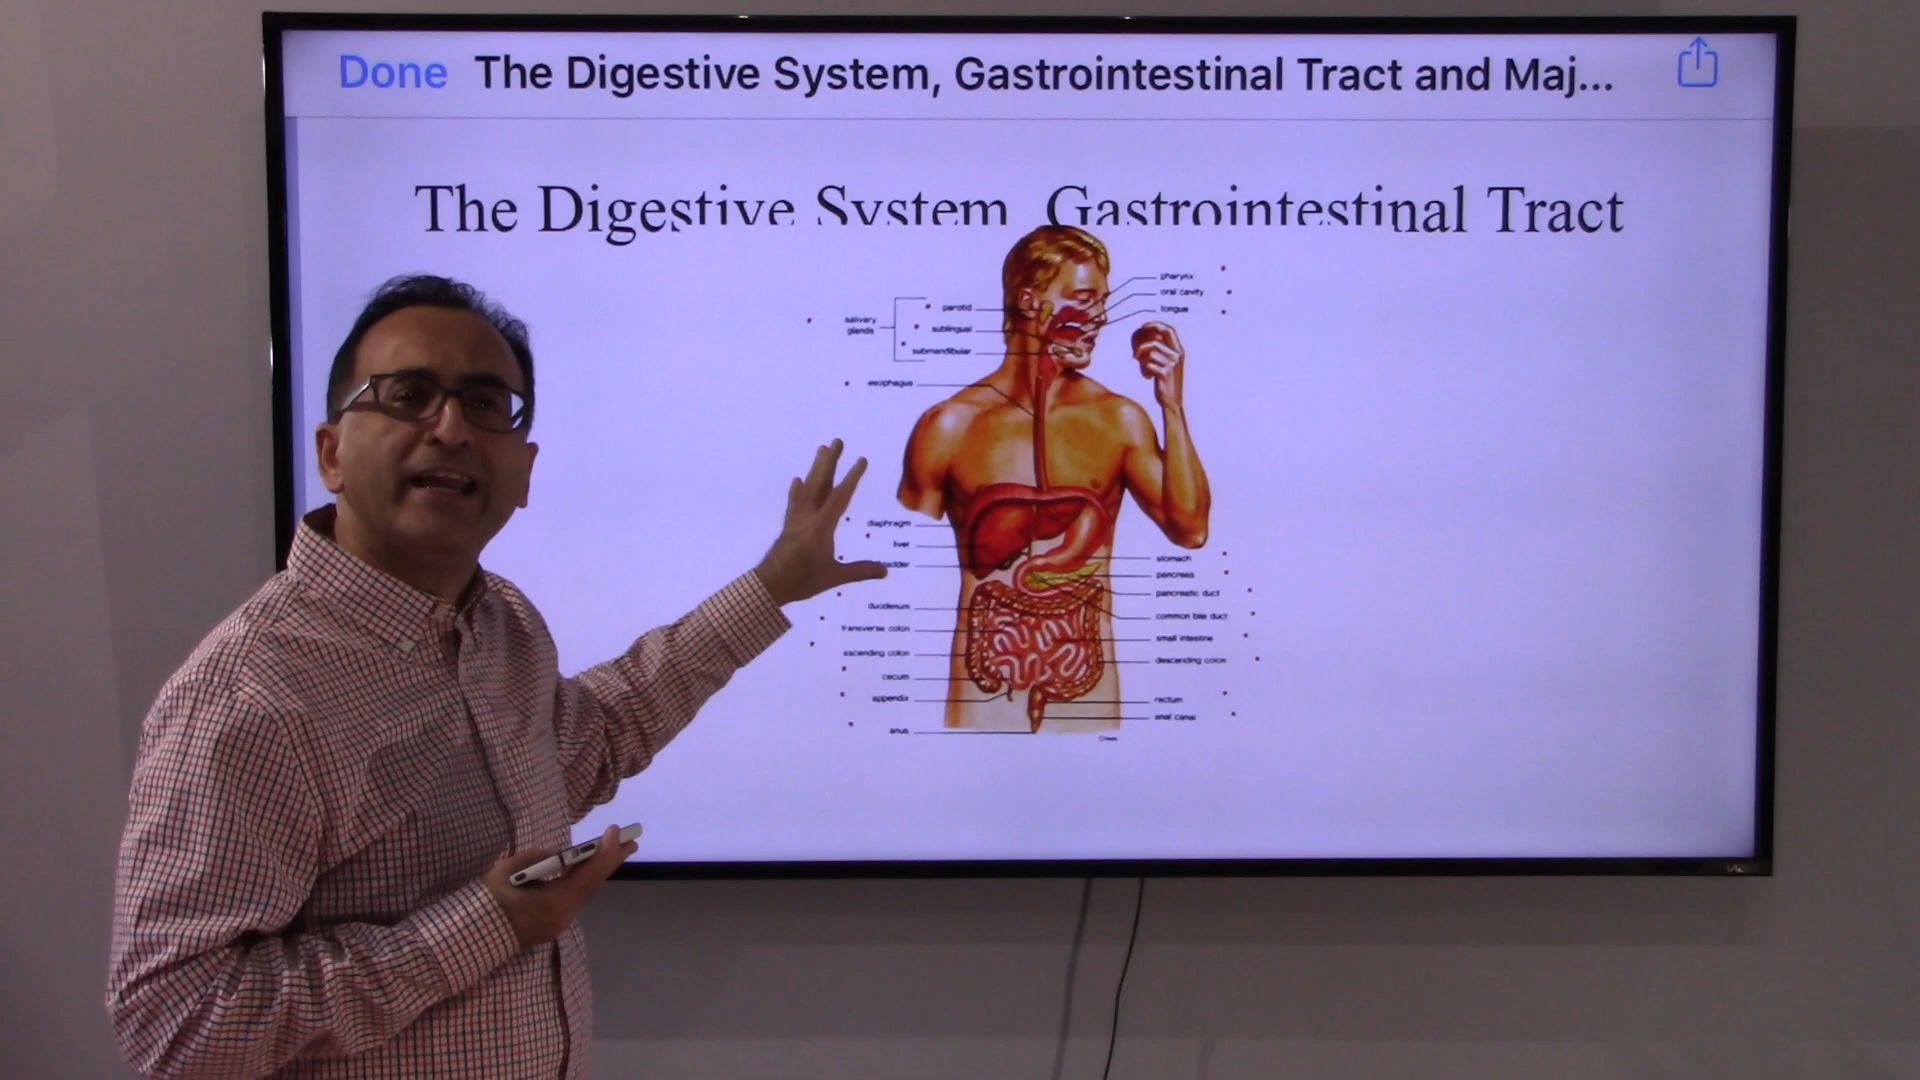 Done The Digestive System, Gastrointestinal Tract and Maj...
The Digestive System, Gastrointestinal Tract
pharynx
oral cavity
tongue
salivary
glands
parotid
sublingual
submandibular
esophagus
diaphragm
liver
bladder
duodenum
transverse colon
ascending colon
cecum
appendix
anus
stomach
pancreas
pancreatic duct
common bile duct
small intestine
descending colon
rectum
anal canal